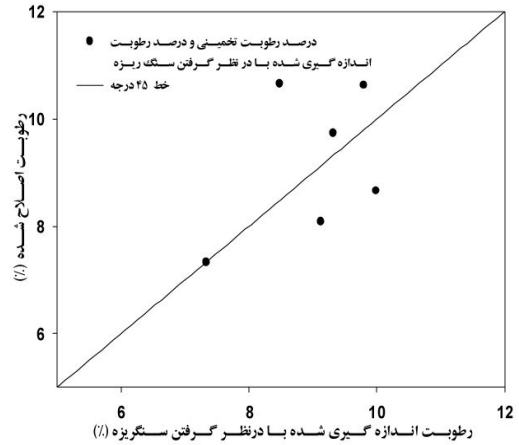 12
درصد رطوبت تخمینی و درصد رطوبت
اندازه گیری شده با در نظر گرفتن سنگ ریزه
خط ۴۵ درجه
10
8
6
رطوبت اصلاح شده (٪)
6
8
10
12
رطوبت اندازه گیری شده با درنظر گرفتن سنگریزه (٪)